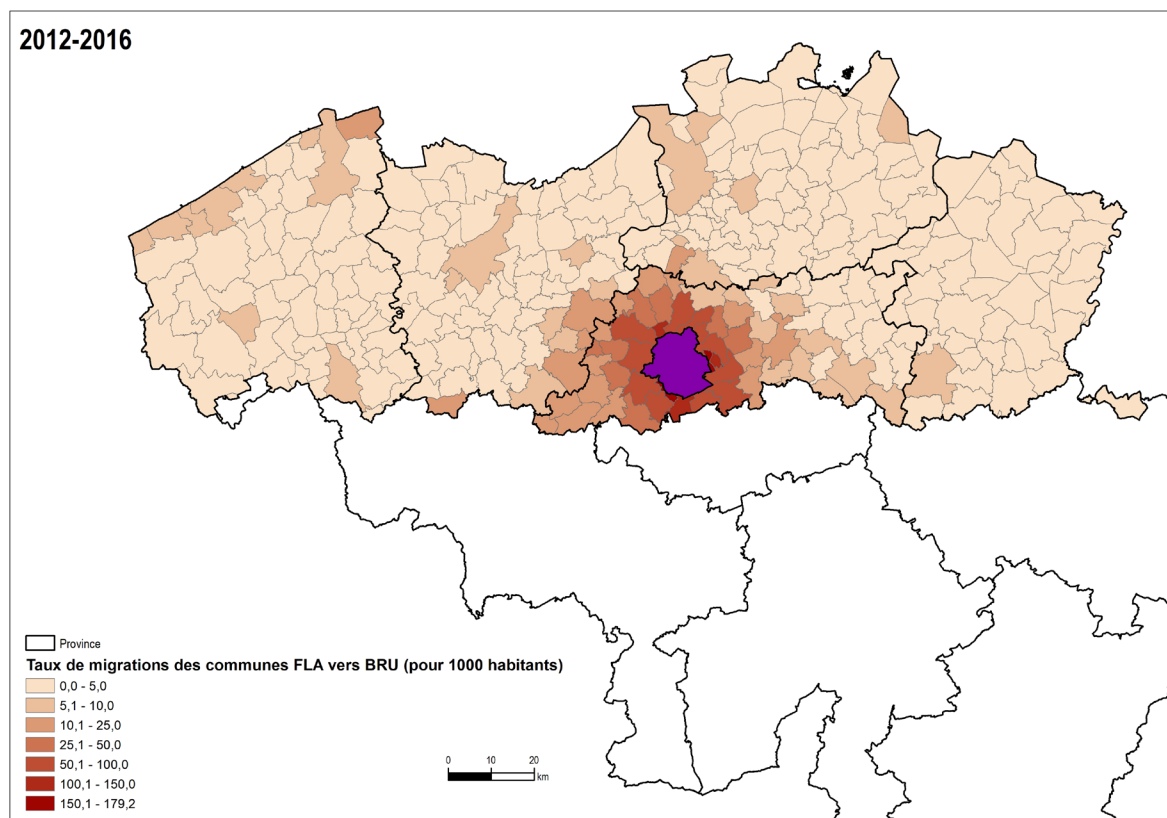 2012-2016
Province
Taux de migrations des communes FLA vers BRU (pour 1000 habitants)
0,0 - 5,0
5,1 - 10,0
10,1 - 25,0
25,1 - 50,0
50,1 - 100,0
100,1 - 150,0
150,1 - 179,2
0 10 20
km